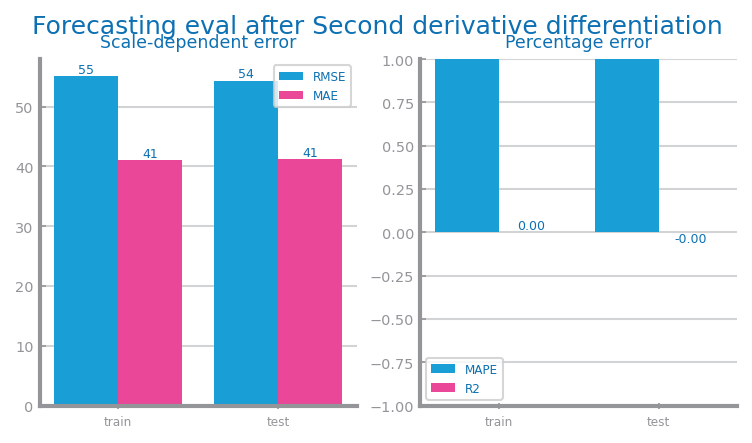 Forecasting eval after Second derivative differentiation
Scale-dependent error
Percentage error
55
41
54
41
RMSE
MAE
50
40
30
20
10
0
train
test
1.00
0.75
0.50
0.25
0.00
−0.25
−0.50
−0.75
−1.00
0.00
-0.00
MAPE
R2
train
test